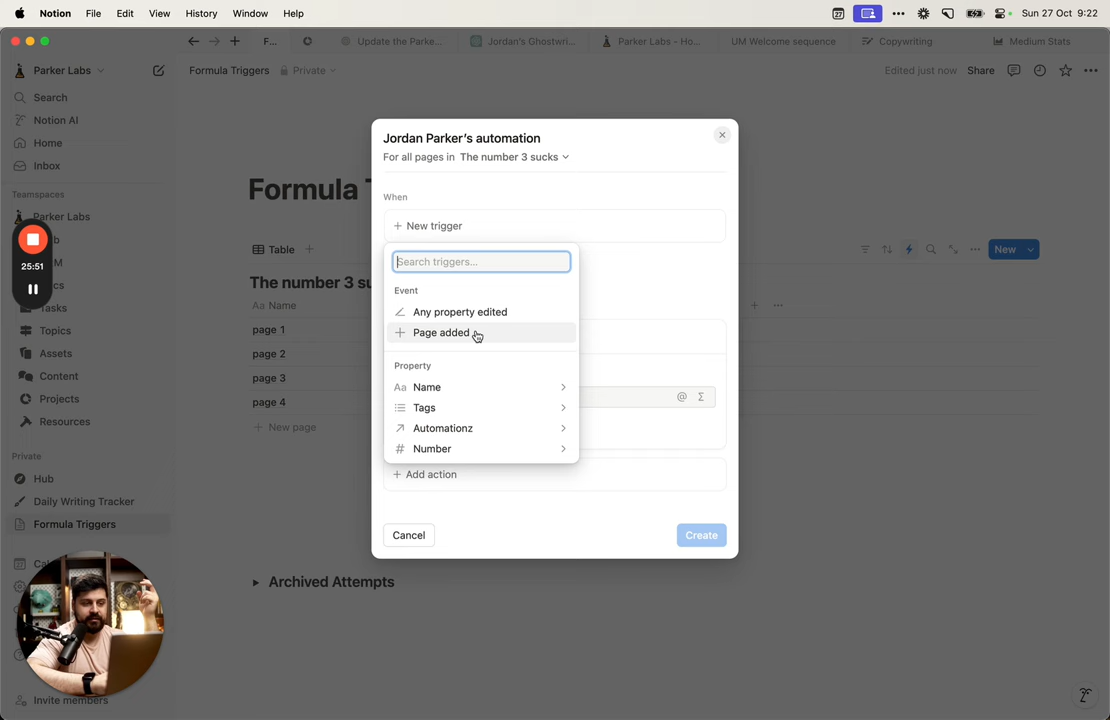 Notion File Edit View History Window Help
27
Sun 27 Oct 9:22
F...
Update the Parke...
Jordan's Ghostwri...
Parker Labs - Ho...
UM Welcome sequence
Copywriting
Medium Stats
Parker Labs
Formula Triggers
Private
Edited just now
Share
Search
Notion AI
Home
Inbox
Teamspaces
Parker Labs
25:51
Tasks
Topics
Assets
Content
Projects
Resources
Private
Hub
Daily Writing Tracker
Formula Triggers
Invite members
Formula T
Table
New
The number 3 su
Aa Name
page 1
page 2
page 3
page 4
New page
Archived Attempts
Jordan Parker's automation
For all pages in The number 3 sucks
When
New trigger
Search triggers...
Event
Any property edited
Page added
Property
Aa Name
Tags
Automationz
# Number
@ Σ
Add action
Cancel
Create